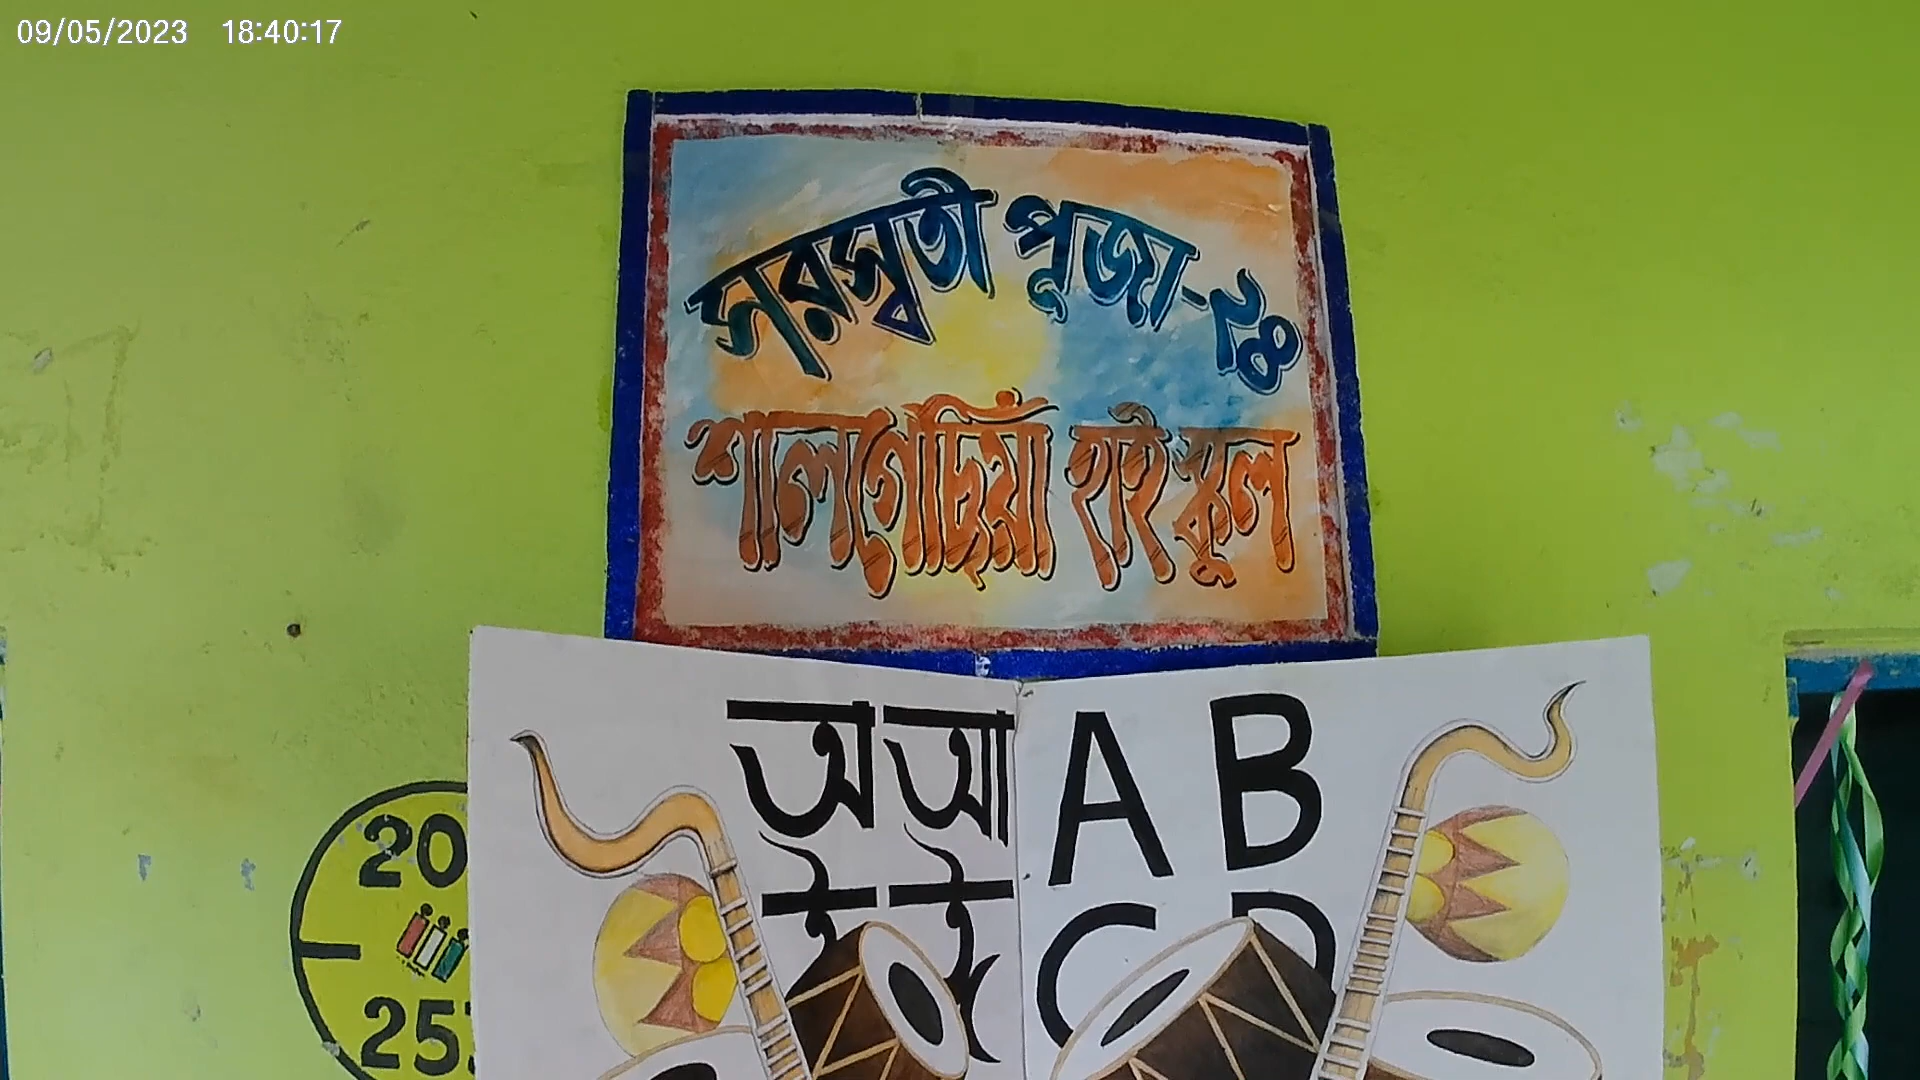 09/05/2023 18:40:17
সরস্বতী পূজা-২৪
শালগেছিয়াঁ হাই স্কুল
অ আ A B
ই ঈ C D
20
25